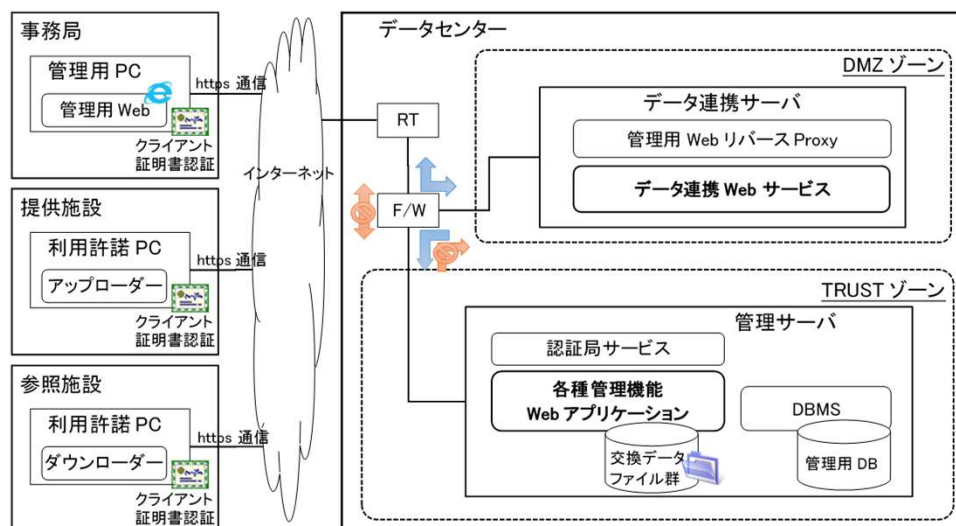 事務局
管理用 PC
管理用 Web
クライアント
証明書認証
https 通信
提供施設
利用許諾 PC
アップローダー
クライアント
証明書認証
https 通信
参照施設
利用許諾 PC
ダウンローダー
クライアント
証明書認証
https 通信
インターネット
データセンター
RT
F/W
DMZ ゾーン
データ連携サーバ
管理用 Web リバース Proxy
データ連携 Web サービス
TRUST ゾーン
管理サーバ
認証局サービス
各種管理機能
Web アプリケーション
交換データ
ファイル群
DBMS
管理用 DB